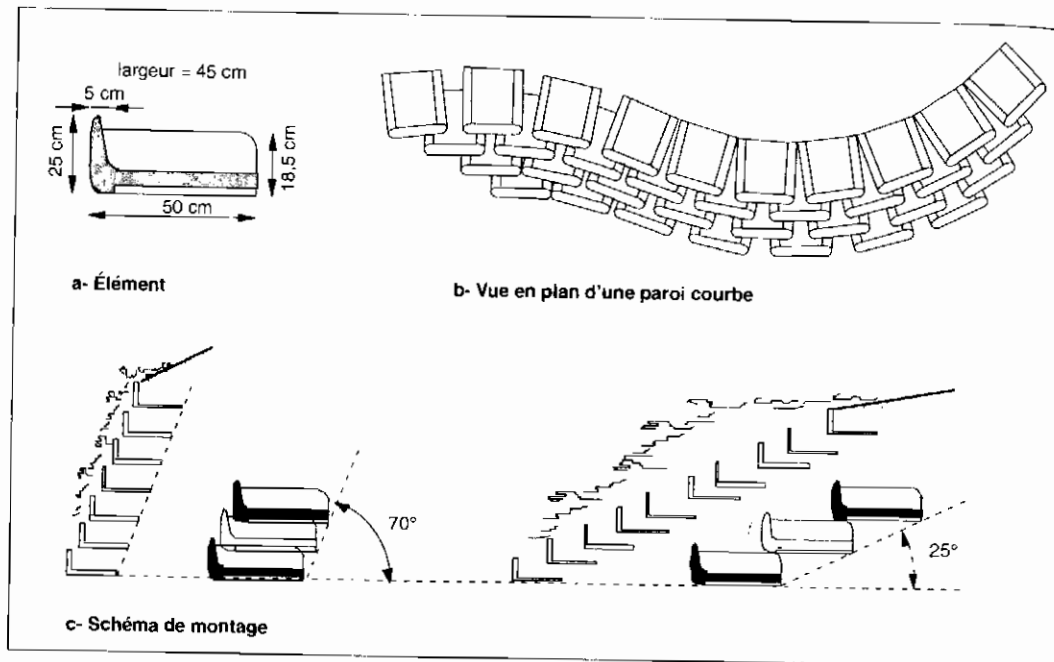 largeur = 45 cm
5 cm
25 cm
18,5 cm
50 cm
a- Élément
b- Vue en plan d'une paroi courbe
70°
25°
c- Schéma de montage